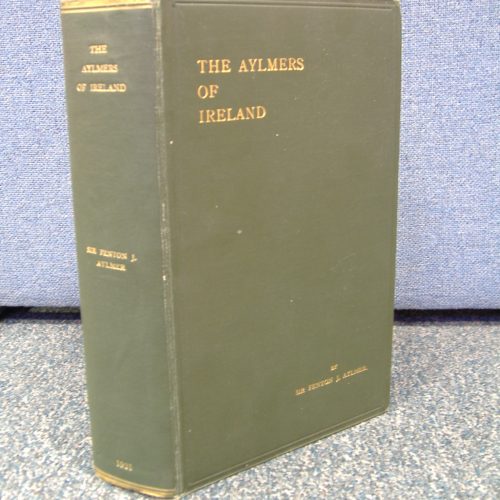 THE
AYLMERS
OF IRELAND
SIR FENTON J.
AYLMER
1931
THE AYLMERS
OF
IRELAND
BY
SIR FENTON J. AYLMER.